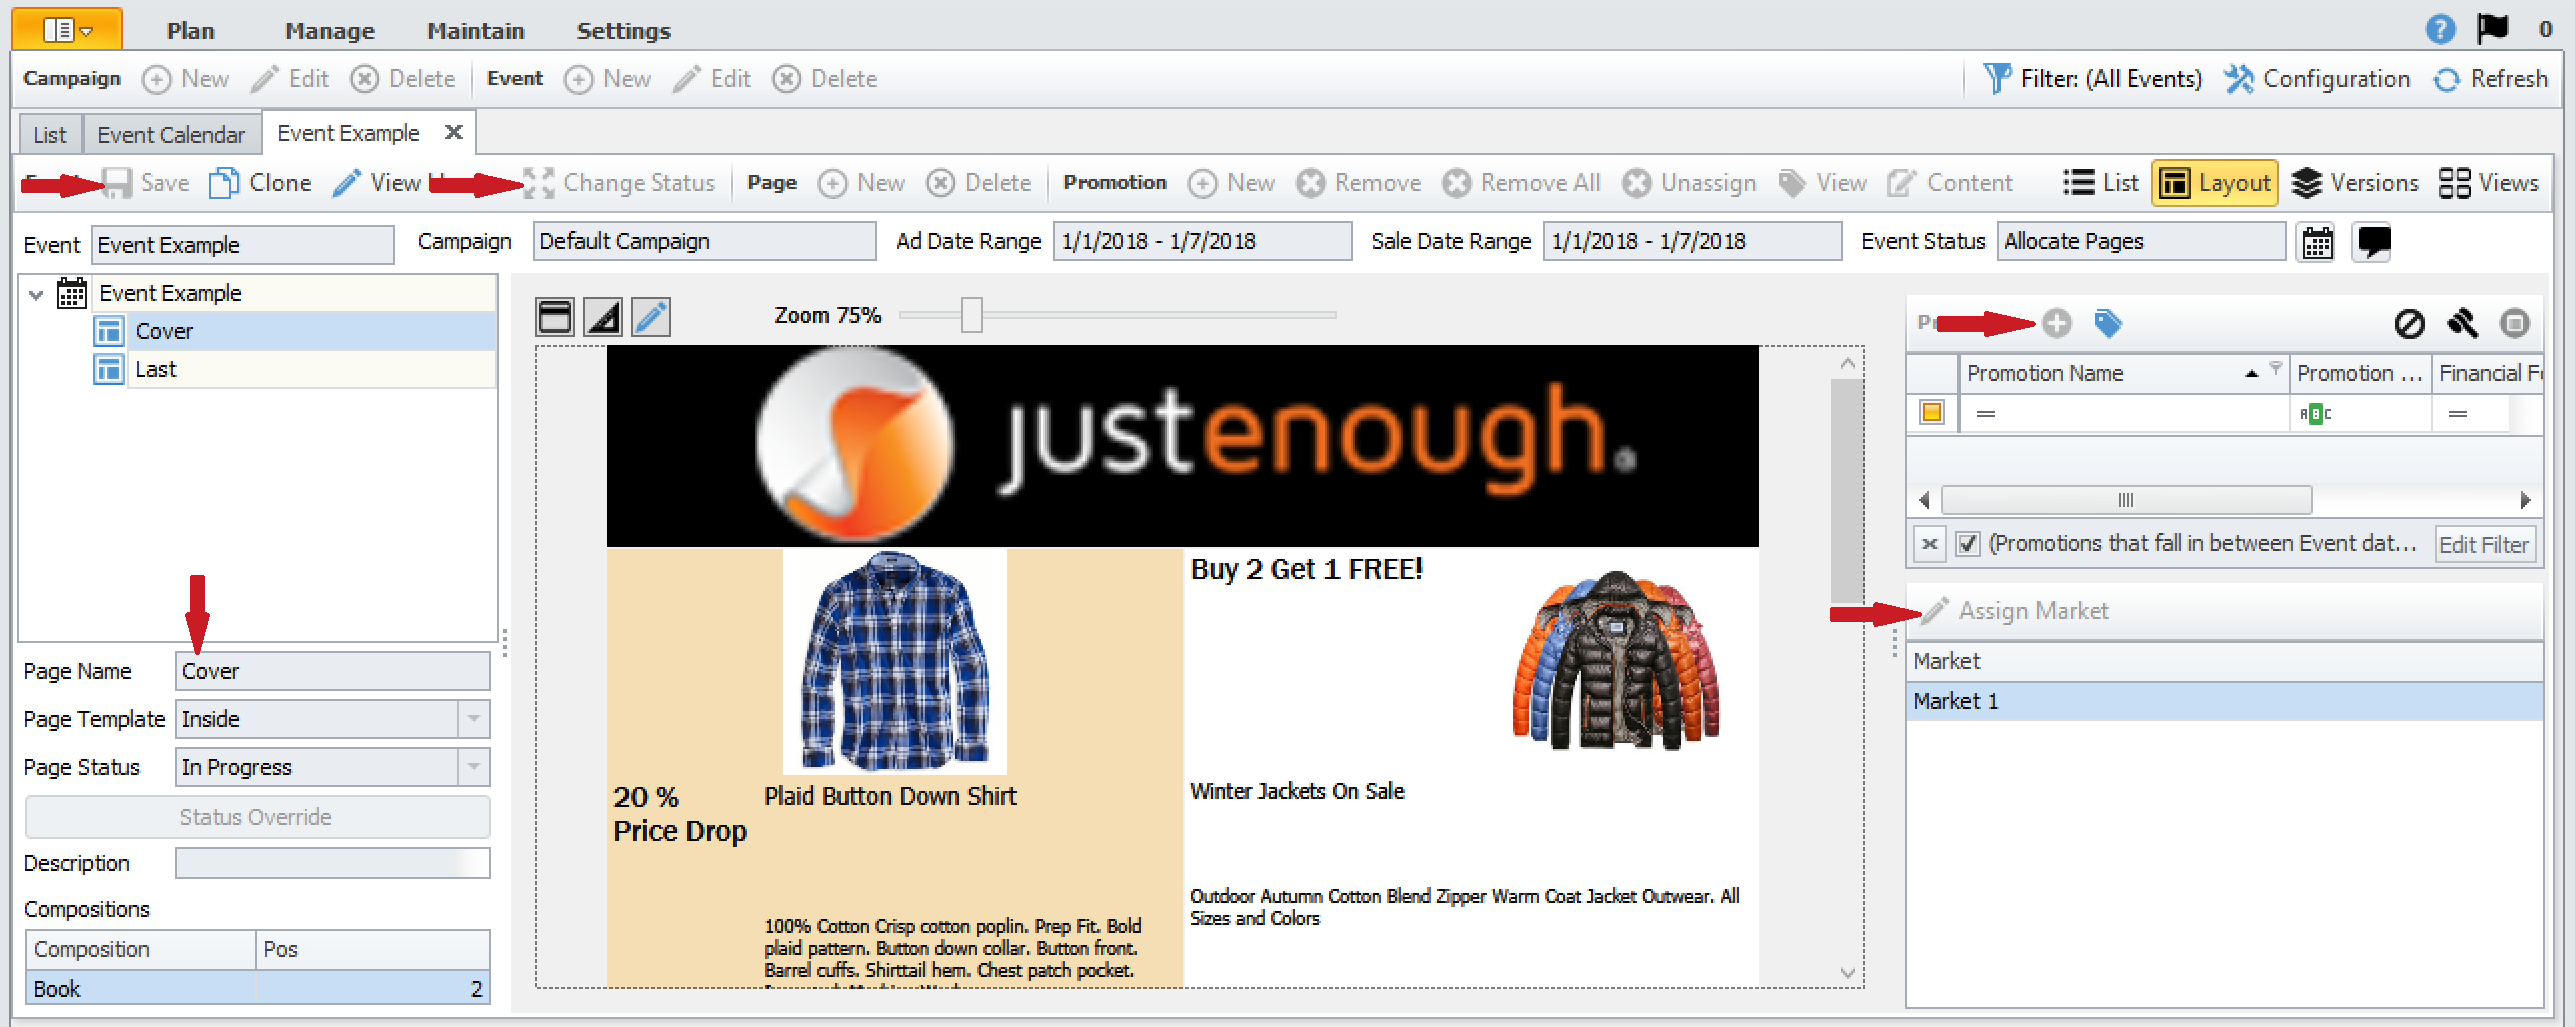 Plan Manage Maintain Settings 0
Campaign New Edit Delete Event New Edit Delete Filter: (All Events) Configuration Refresh
List Event Calendar Event Example
Save Clone View Change Status Page New Delete Promotion New Remove Remove All Unassign View Content List Layout Versions Views
Event Event Example Campaign Default Campaign Ad Date Range 1/1/2018 - 1/7/2018 Sale Date Range 1/1/2018 - 1/7/2018 Event Status Allocate Pages
Event Example
Cover
Last
Page Name Cover
Page Template Inside
Page Status In Progress
Status Override
Description
Compositions
Composition Pos
Book 2
Zoom 75%
justenough®
20 %
Price Drop
Plaid Button Down Shirt
100% Cotton Crisp cotton poplin. Prep Fit. Bold
plaid pattern. Button down collar. Button front.
Barrel cuffs. Shirttail hem. Chest patch pocket.
Buy 2 Get 1 FREE!
Winter Jackets On Sale
Outdoor Autumn Cotton Blend Zipper Warm Coat Jacket Outwear. All
Sizes and Colors
Promotion Name Promotion ... Financial
ABC
(Promotions that fall in between Event dat... Edit Filter
Assign Market
Market
Market 1